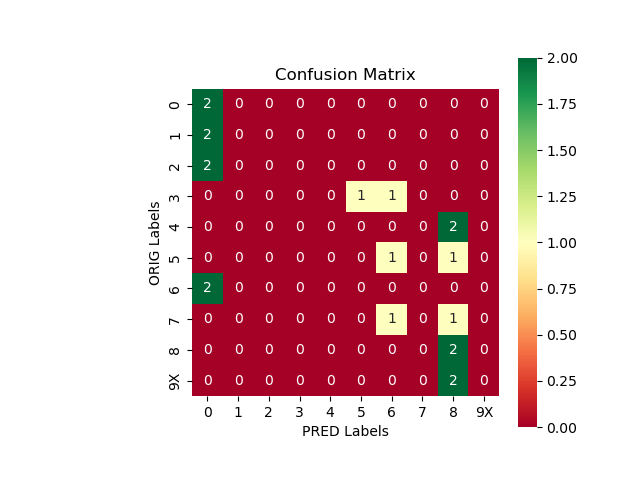 Confusion Matrix
ORIG Labels
0 2 0 0 0 0 0 0 0 0 0
1 2 0 0 0 0 0 0 0 0 0
2 2 0 0 0 0 0 0 0 0 0
3 0 0 0 0 0 1 1 0 0 0
4 0 0 0 0 0 0 0 0 2 0
5 0 0 0 0 0 0 1 0 1 0
6 2 0 0 0 0 0 0 0 0 0
7 0 0 0 0 0 0 1 0 1 0
8 0 0 0 0 0 0 0 0 2 0
9X 0 0 0 0 0 0 0 0 2 0
0 1 2 3 4 5 6 7 8 9X
PRED Labels
2.00
1.75
1.50
1.25
1.00
0.75
0.50
0.25
0.00